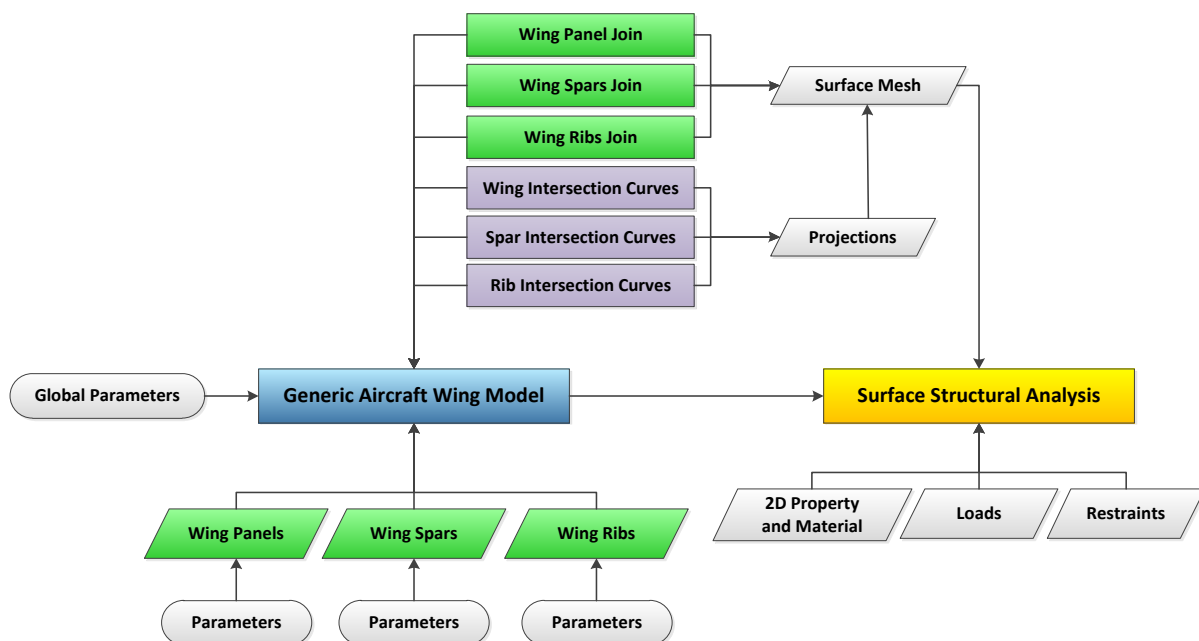 Wing Panel Join
Wing Spars Join
Surface Mesh
Wing Ribs Join
Wing Intersection Curves
Spar Intersection Curves
Projections
Rib Intersection Curves
Global Parameters
Generic Aircraft Wing Model
Surface Structural Analysis
2D Property
and Material
Loads
Restraints
Wing Panels
Wing Spars
Wing Ribs
Parameters
Parameters
Parameters